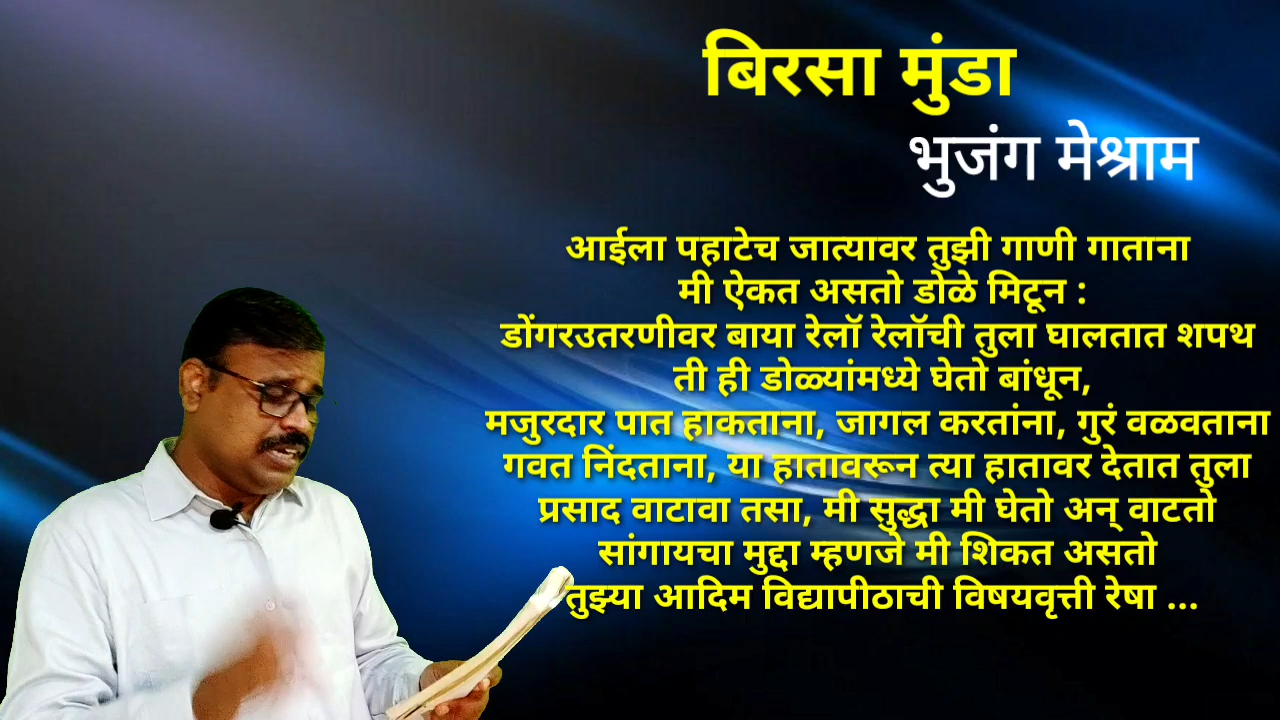 बिरसा मुंडा
भुजंग मेश्राम
आईला पहाटेच जात्यावर तुझी गाणी गाताना
मी ऐकत असतो डोळे मिटून :
डोंगरउतरणीवर बाया रेलॉ रेलॉची तुला घालतात शपथ
ती ही डोळ्यांमध्ये घेतो बांधून,
मजुरदार पात हाकताना, जागल करतांना, गुरं वळवताना
गवत निंदताना, या हातावरून त्या हातावर देतात तुला
प्रसाद वाटावा तसा, मी सुद्धा मी घेतो अन् वाटतो
सांगायचा मुद्दा म्हणजे मी शिकत असतो
तुझ्या आदिम विद्यापीठाची विषयवृत्ती रेषा ...